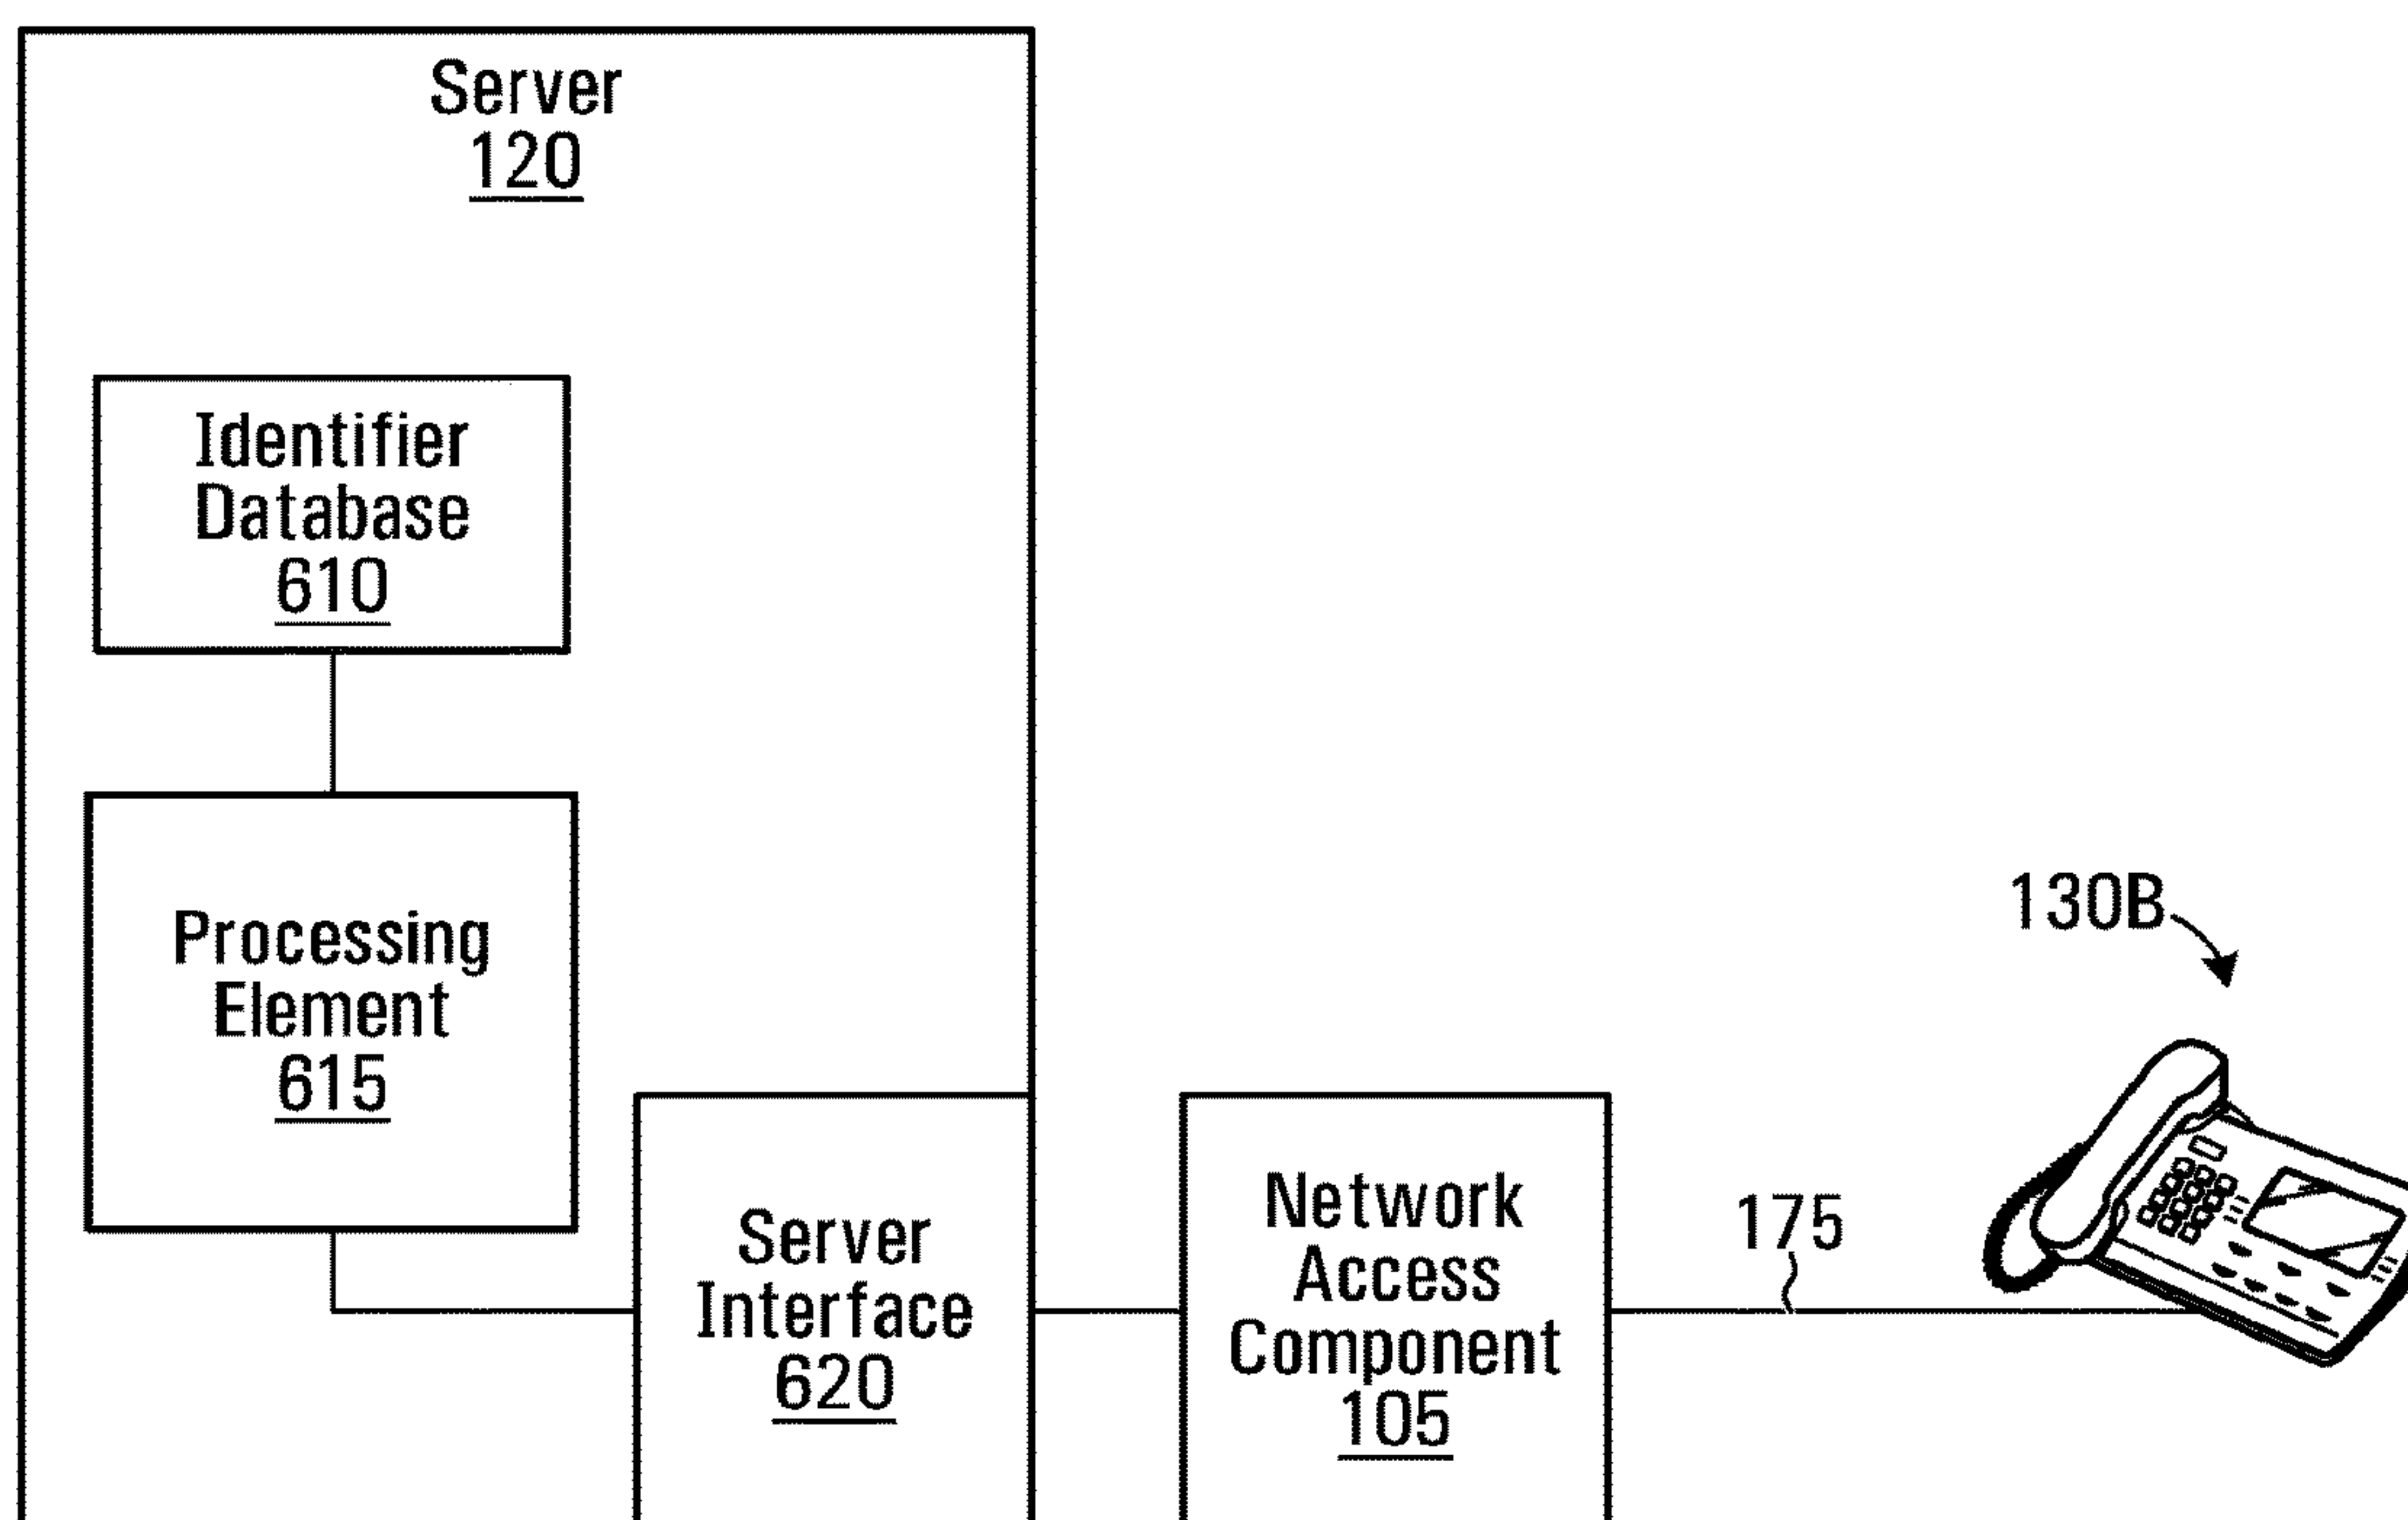 Server
120
Identifier
Database
610
Processing
Element
615
Server
Interface
620
Network
Access
Component
105
175
130B